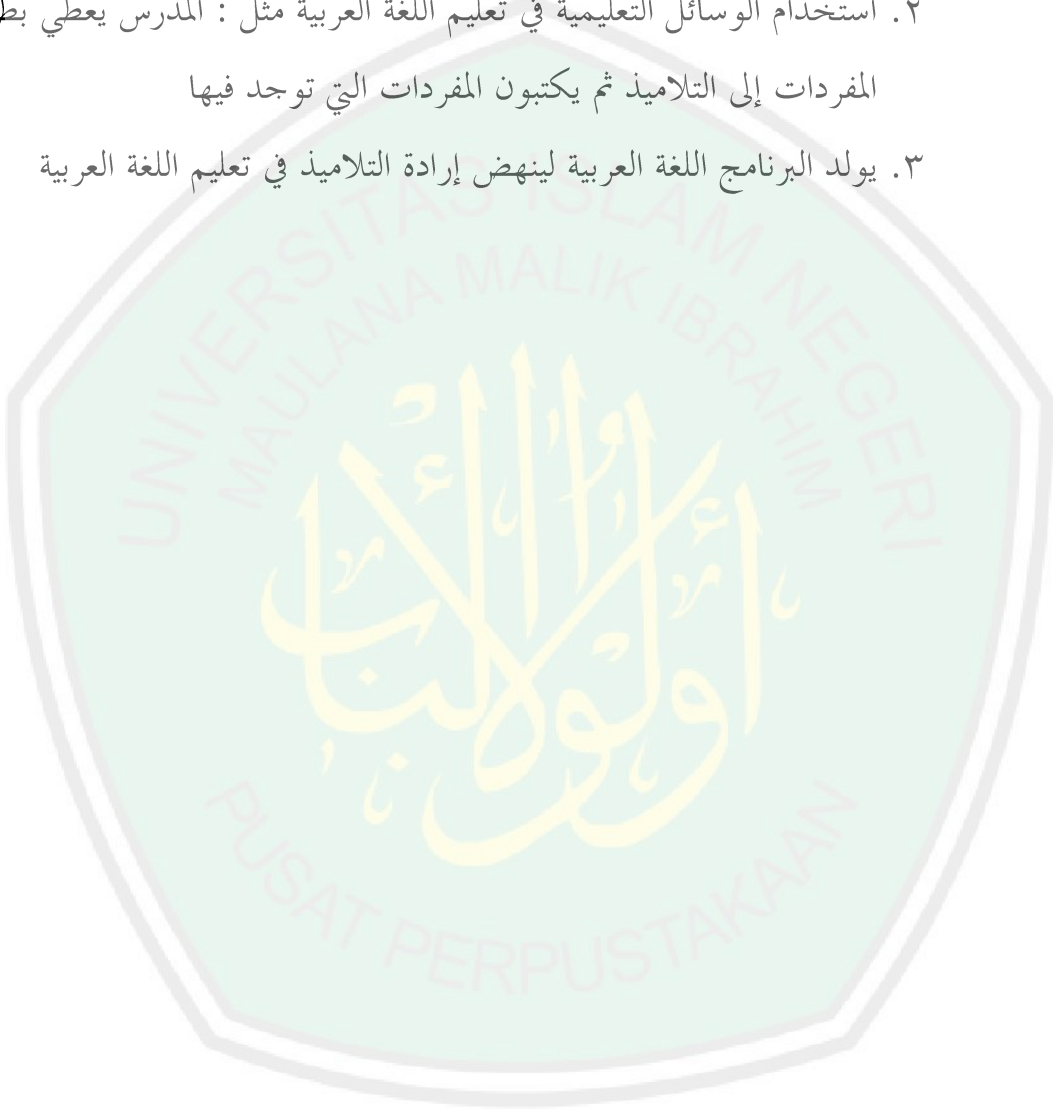 ٢. استخدام الوسائل التعليمية في تعليم اللغة العربية مثل : المدرس يعطي
المفردات إلى التلاميذ ثم يكتبون المفردات التي توجد فيها
٣. يولد البرنامج اللغة العربية لينهض إرادة التلاميذ في تعليم اللغة العربية
UNIVERSITAS ISLAM NEGERI
MAULANA MALIK IBRAHIM
أولوا الألباب
PUSAT PERPUSTAKAAN